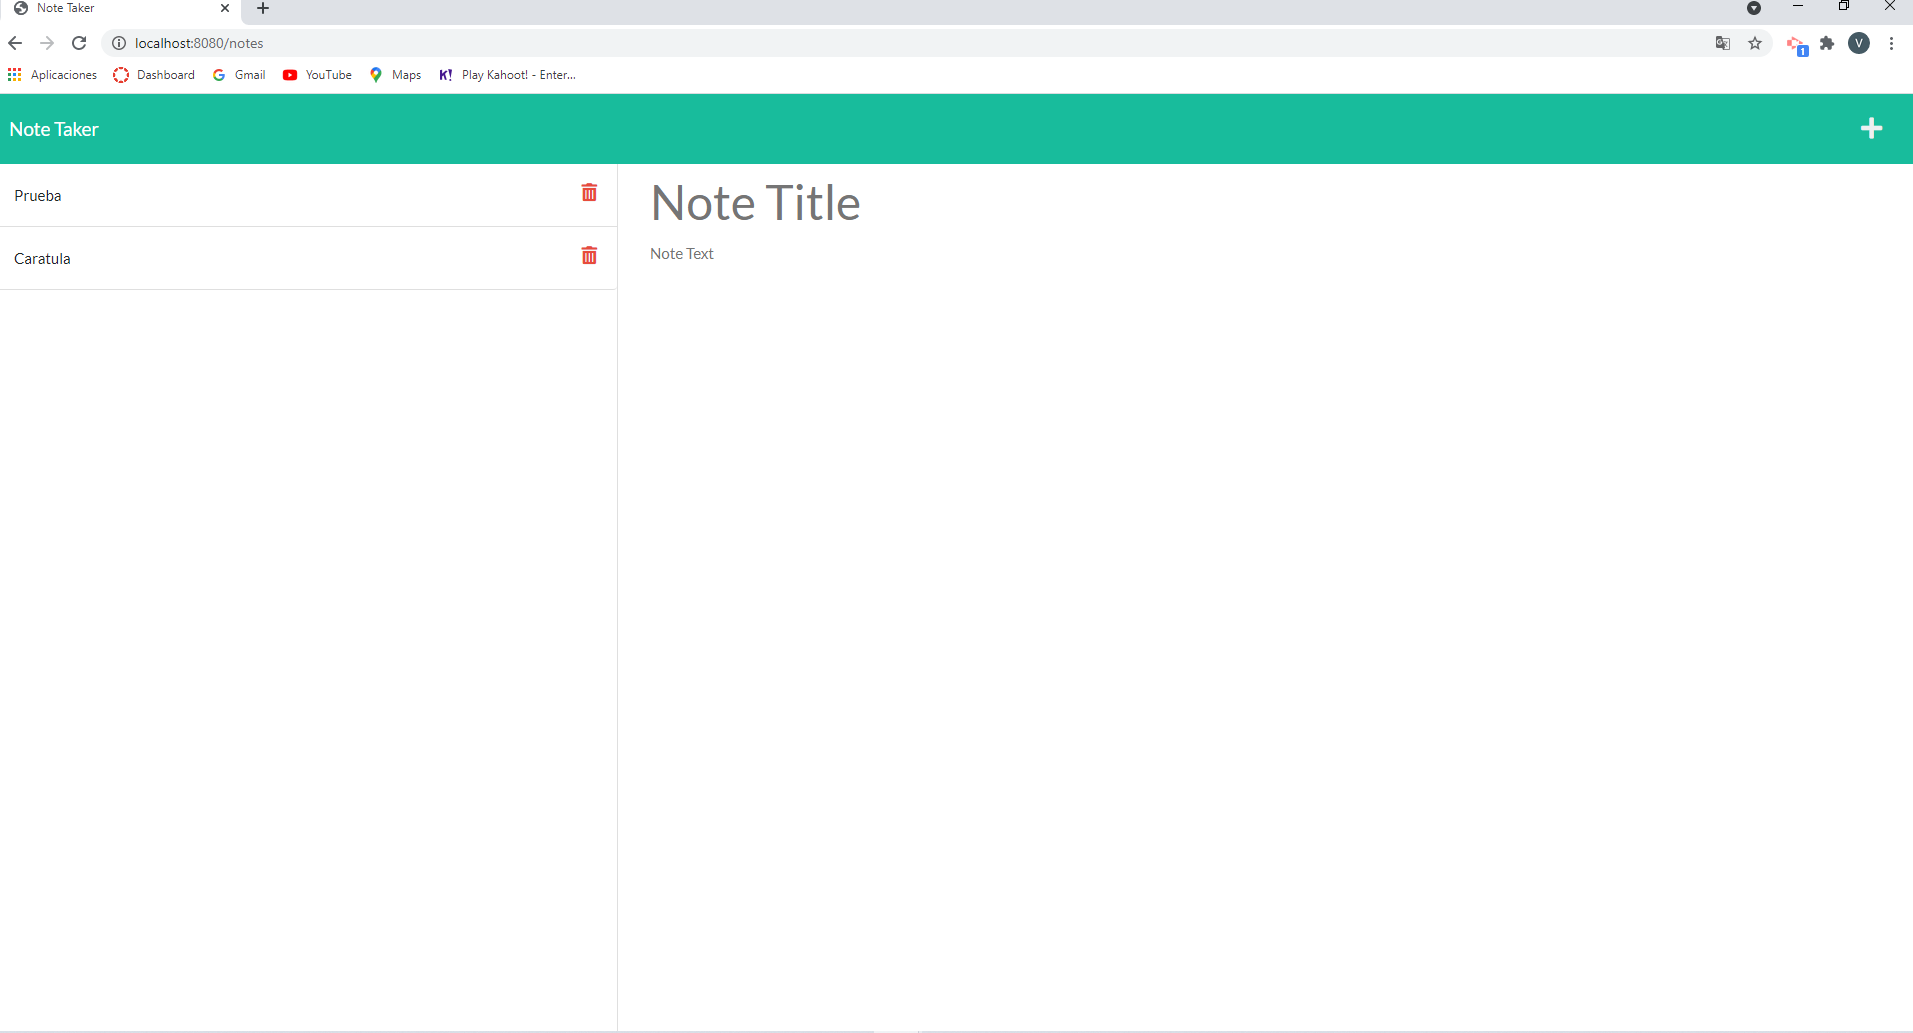 Note Taker
localhost:8080/notes
1
V
Aplicaciones Dashboard Gmail YouTube Maps K! Play Kahoot! - Enter...
Note Taker
Prueba
Caratula
Note Title
Note Text